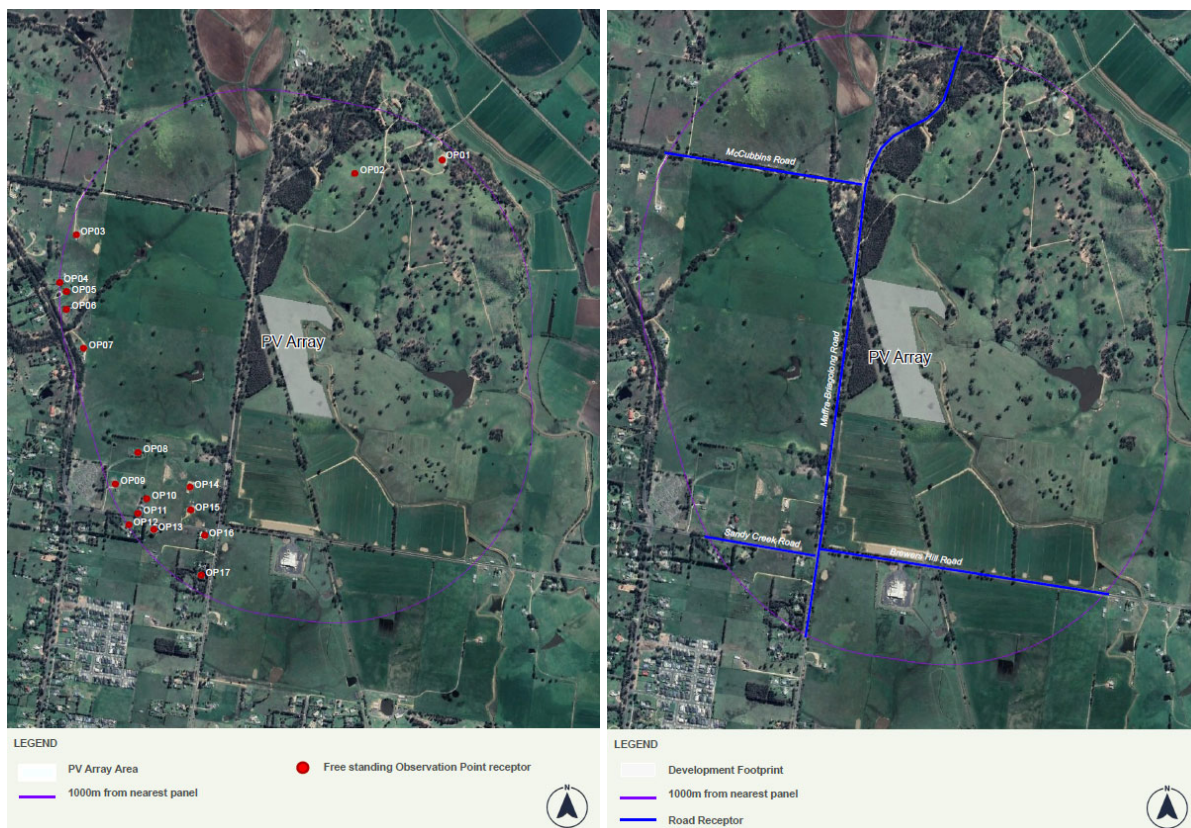 OP01
OP02
OP03
OP04
OP05
OP06
PV Array
OP07
OP08
OP09
OP14
OP10
OP11
OP15
OP12
OP13
OP16
OP17
LEGEND
PV Array Area
Free standing Observation Point receptor
1000m from nearest panel
N
McCubbins Road
Maffra-Briagolong Road
PV Array
Sandy Creek Road
Brewers Hill Road
LEGEND
Development Footprint
1000m from nearest panel
Road Receptor
N